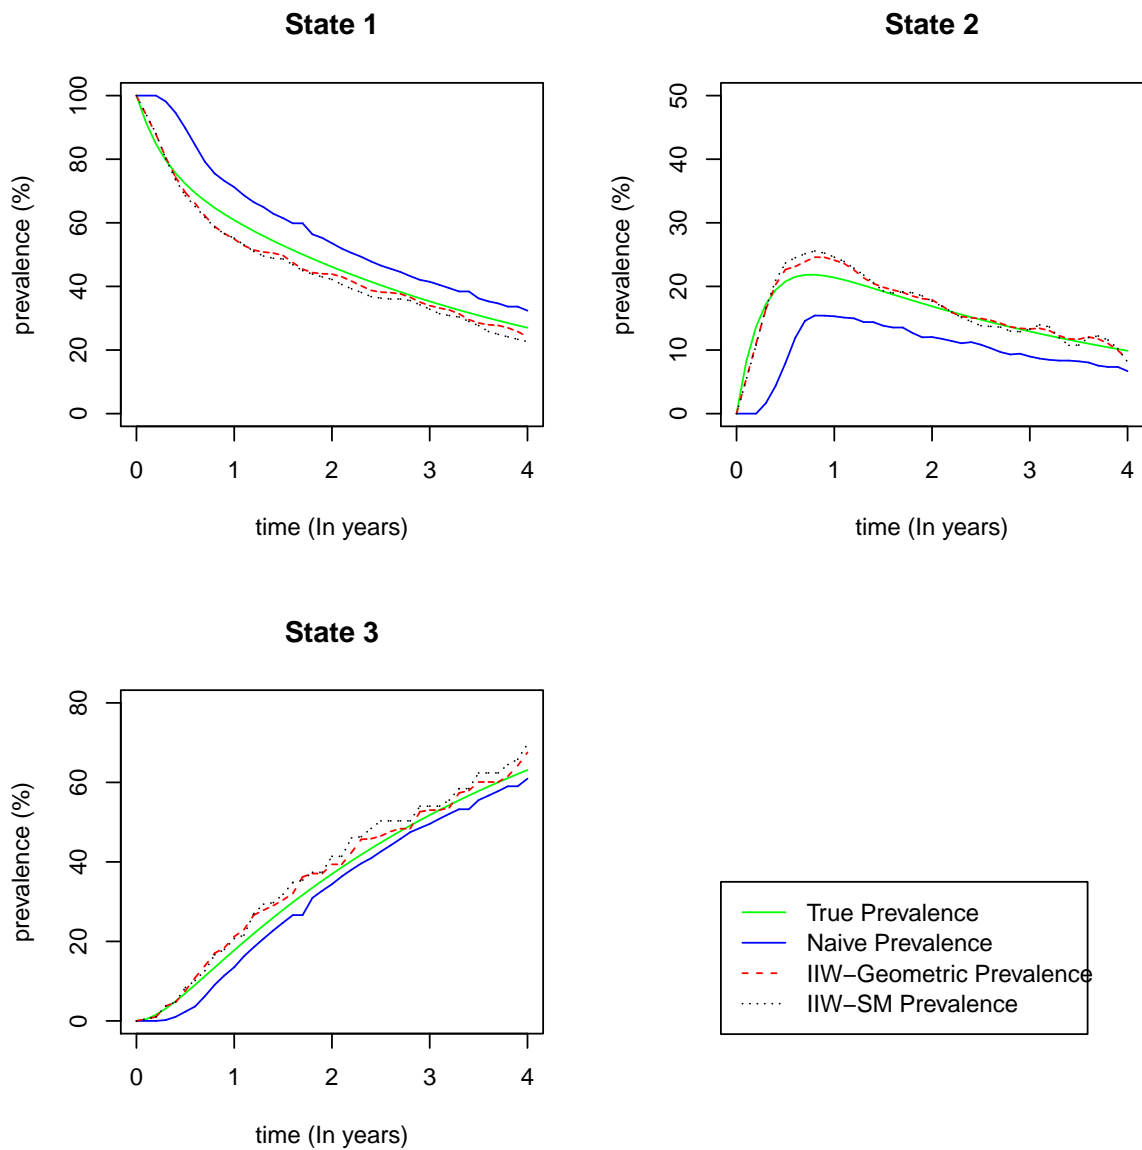 State 1
prevalence (%)
100
80
60
40
20
0
0 1 2 3 4
time (In years)
State 2
prevalence (%)
50
40
30
20
10
0
0 1 2 3 4
time (In years)
State 3
prevalence (%)
80
60
40
20
0
0 1 2 3 4
time (In years)
True Prevalence
Naive Prevalence
IIW−Geometric Prevalence
IIW−SM Prevalence